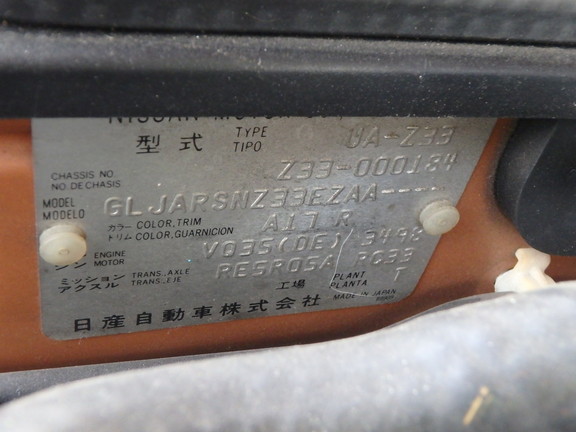 NISSAN MOTOR
型式 TYPE TIPO UA-Z33
CHASSIS NO. NO. DE CHASIS Z33-000184
MODEL MODELO GLJARSNZ33EZAA----
カラー COLOR,TRIM
トリム COLOR,GUARNICION A17 R
ENGINE MOTOR VQ35(DE) 3498
ミッション TRANS.,AXLE
アクスル TRANS.,EJE RE5R05A RC33
工場 PLANT PLANTA T
日産自動車株式会社 MADE IN JAPAN